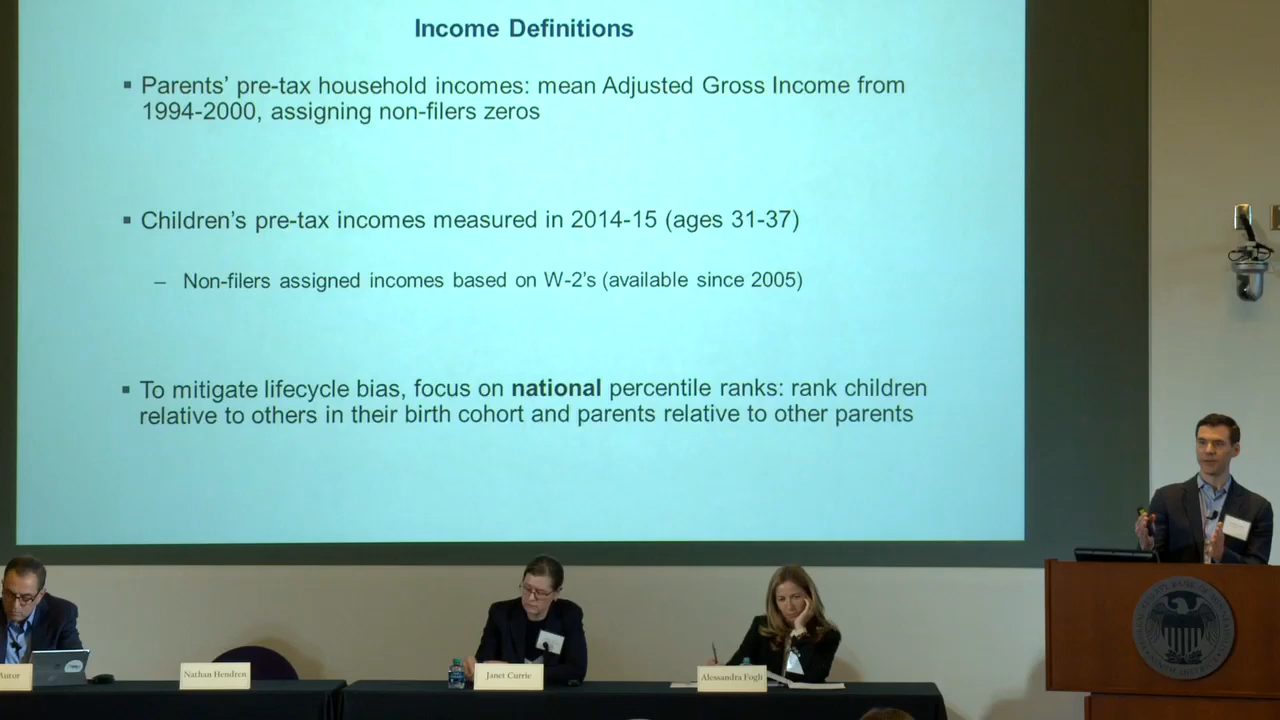 Income Definitions
▪ Parents’ pre-tax household incomes: mean Adjusted Gross Income from
1994-2000, assigning non-filers zeros
▪ Children’s pre-tax incomes measured in 2014-15 (ages 31-37)
– Non-filers assigned incomes based on W-2’s (available since 2005)
▪ To mitigate lifecycle bias, focus on national percentile ranks: rank children
relative to others in their birth cohort and parents relative to other parents
Autor
Nathan Hendren
Janet Currie
Alessandra Fogli